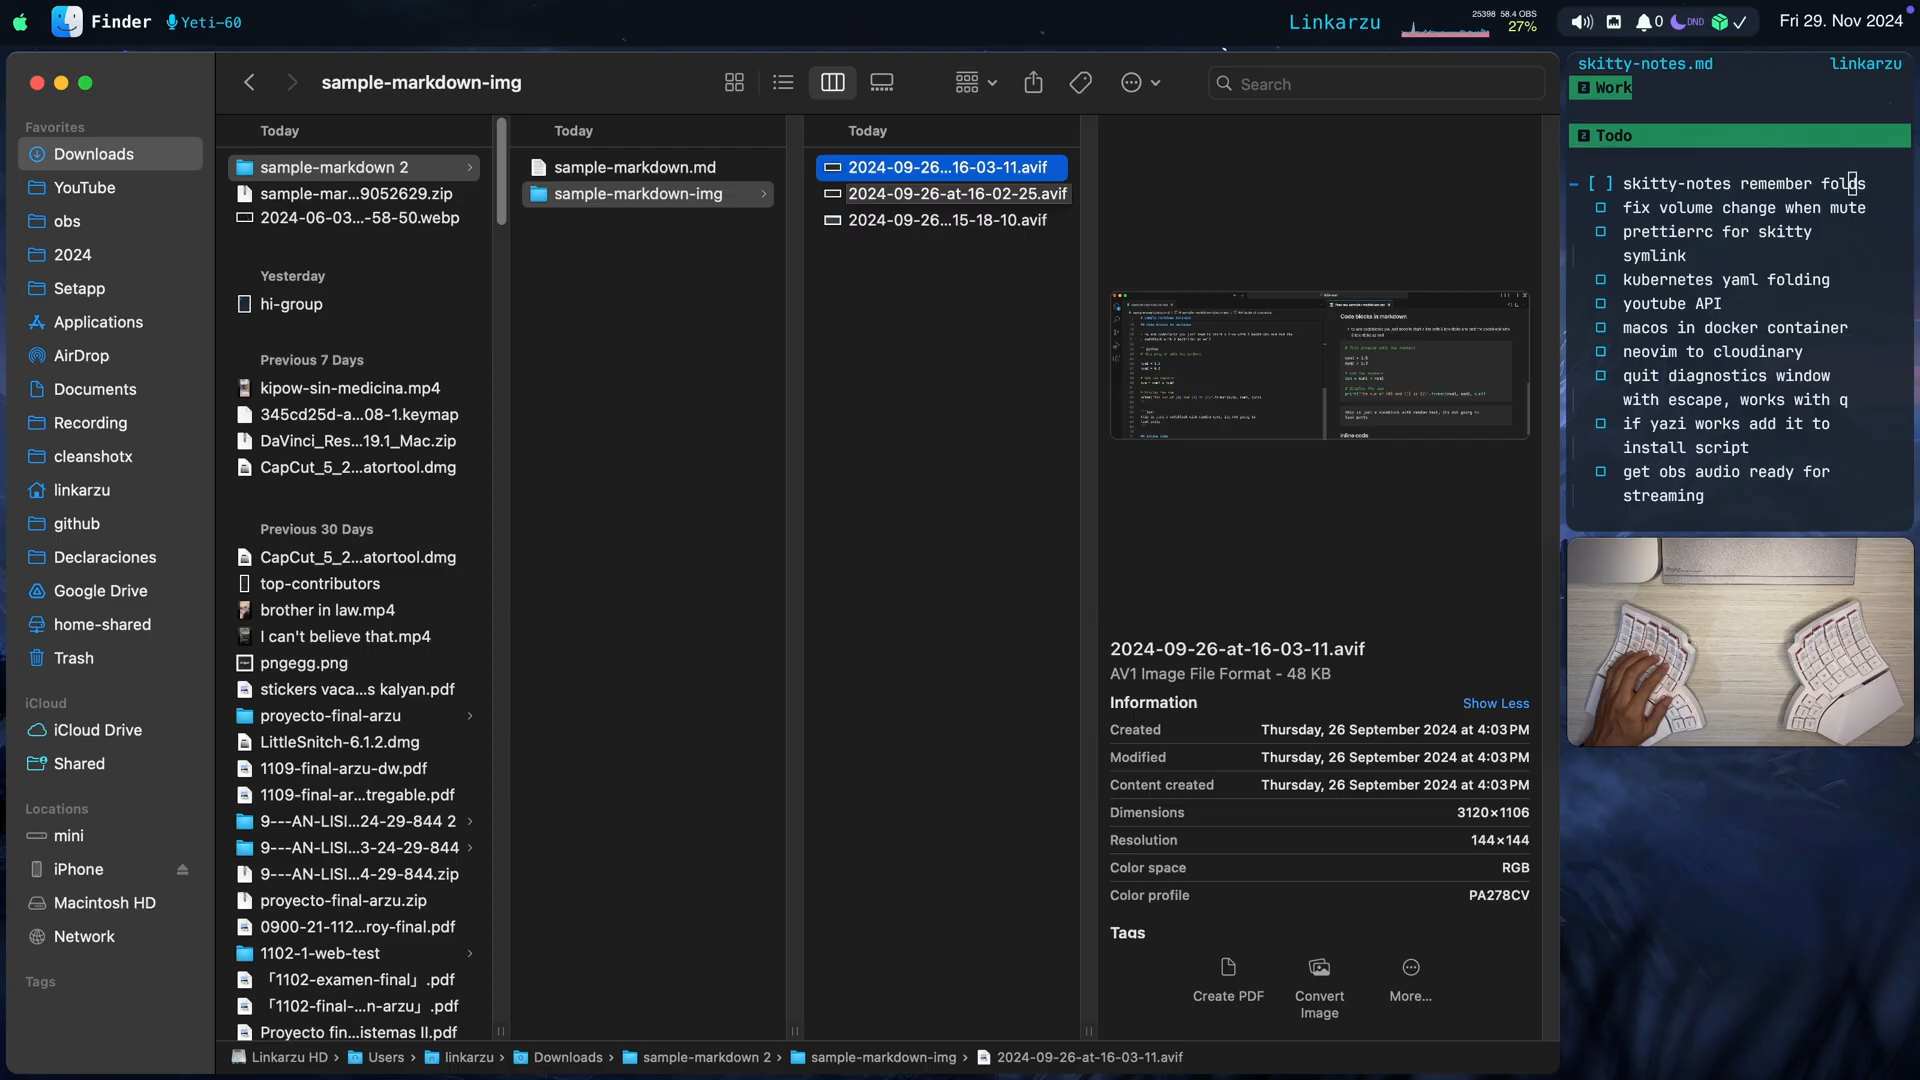 Finder
Yeti-60
Linkarzu
25398 58.4 OBS
27%
0
DND
Fri 29. Nov 2024
sample-markdown-img
Search
Favorites
Downloads
YouTube
obs
2024
Setapp
Applications
AirDrop
Documents
Recording
cleanshotx
linkarzu
github
Declaraciones
Google Drive
home-shared
Trash
iCloud
iCloud Drive
Shared
Locations
mini
iPhone
Macintosh HD
Network
Tags
Today
sample-markdown 2
sample-mar...9052629.zip
2024-06-03...-58-50.webp
Yesterday
hi-group
Previous 7 Days
kipow-sin-medicina.mp4
345cd25d-a...08-1.keymap
DaVinci_Res...19.1_Mac.zip
CapCut_5_2...atortool.dmg
Previous 30 Days
CapCut_5_2...atortool.dmg
top-contributors
brother in law.mp4
I can't believe that.mp4
pngegg.png
stickers vaca...s kalyan.pdf
proyecto-final-arzu
LittleSnitch-6.1.2.dmg
1109-final-arzu-dw.pdf
1109-final-ar...tregable.pdf
9---AN-LISI...24-29-844 2
9---AN-LISI...3-24-29-844
9---AN-LISI...4-29-844.zip
proyecto-final-arzu.zip
0900-21-112...roy-final.pdf
1102-1-web-test
「1102-examen-final」.pdf
「1102-final-...n-arzu」.pdf
Proyecto fin...istemas II.pdf
Today
sample-markdown.md
sample-markdown-img
Today
2024-09-26...16-03-11.avif
2024-09-26-at-16-02-25.avif
2024-09-26...15-18-10.avif
Code blocks in markdown
inline code
2024-09-26-at-16-03-11.avif
AV1 Image File Format - 48 KB
Information
Show Less
Created Thursday, 26 September 2024 at 4:03 PM
Modified Thursday, 26 September 2024 at 4:03 PM
Content created Thursday, 26 September 2024 at 4:03 PM
Dimensions 3120×1106
Resolution 144×144
Color space RGB
Color profile PA278CV
Tags
Create PDF
Convert Image
More...
Linkarzu HD › Users › linkarzu › Downloads › sample-markdown 2 › sample-markdown-img › 2024-09-26-at-16-03-11.avif
skitty-notes.md linkarzu
2 Work
2 Todo
- [ ] skitty-notes remember folds
fix volume change when mute
prettierrc for skitty
symlink
kubernetes yaml folding
youtube API
macos in docker container
neovim to cloudinary
quit diagnostics window
with escape, works with q
if yazi works add it to
install script
get obs audio ready for
streaming